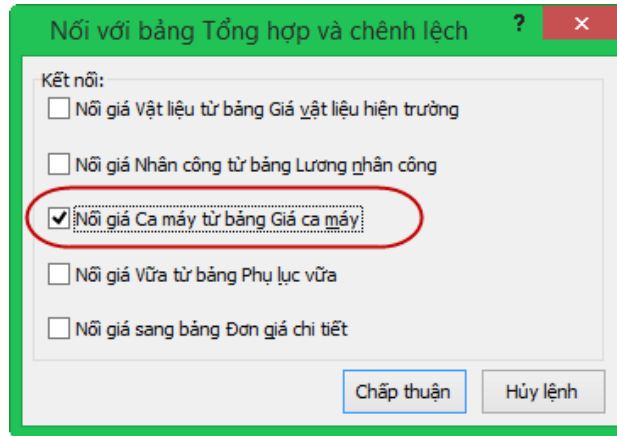 Nối với bảng Tổng hợp và chênh lệch ? ×
Kết nối:
Nối giá Vật liệu từ bảng Giá vật liệu hiện trường
Nối giá Nhân công từ bảng Lương nhân công
Nối giá Ca máy từ bảng Giá ca máy
Nối giá Vữa từ bảng Phụ lục vữa
Nối giá sang bảng Đơn giá chi tiết
Chấp thuận Hủy lệnh